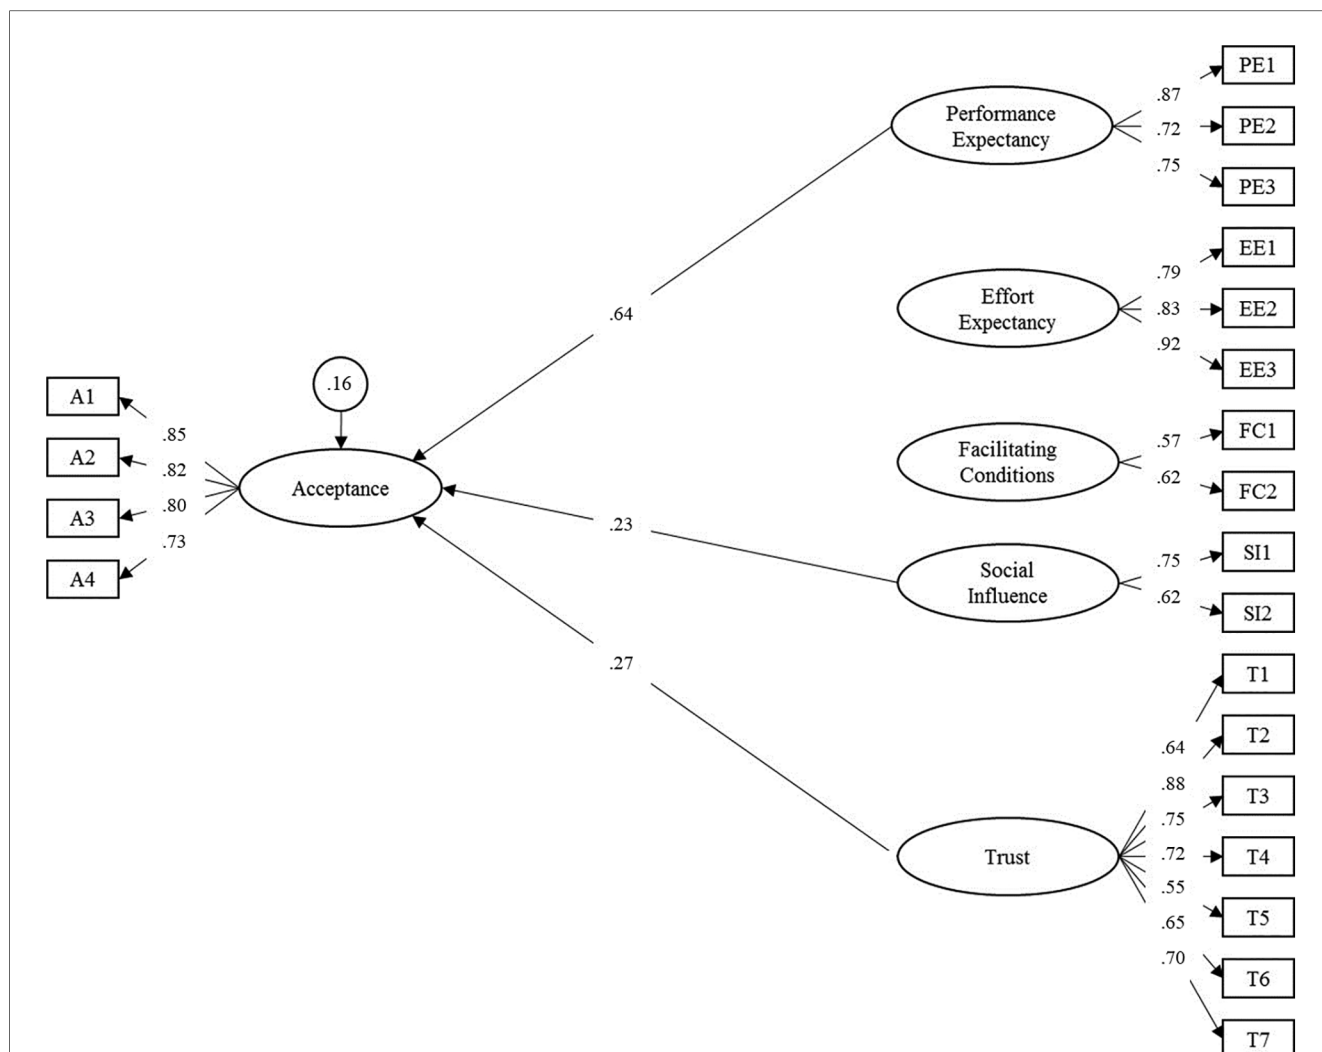 PE1
.87
Performance
Expectancy
.72
PE2
.75
PE3
EE1
.79
Effort
Expectancy
.83
EE2
.92
EE3
.64
.16
A1
.85
A2
.82
Acceptance
A3
.80
A4
.73
FC1
.57
Facilitating
Conditions
.62
FC2
.23
SI1
.75
Social
Influence
.62
SI2
.27
T1
.64
T2
.88
T3
.75
Trust
.72
T4
.55
T5
.65
.70
T6
T7